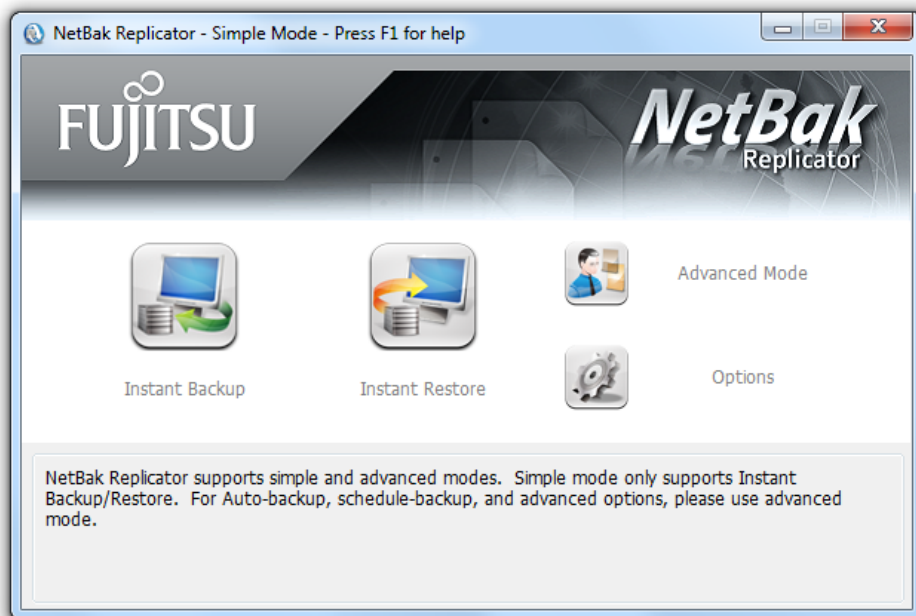 NetBak Replicator - Simple Mode - Press F1 for help
FUJITSU
NetBak
Replicator
Advanced Mode
Options
Instant Backup
Instant Restore
NetBak Replicator supports simple and advanced modes. Simple mode only supports Instant
Backup/Restore. For Auto-backup, schedule-backup, and advanced options, please use advanced
mode.